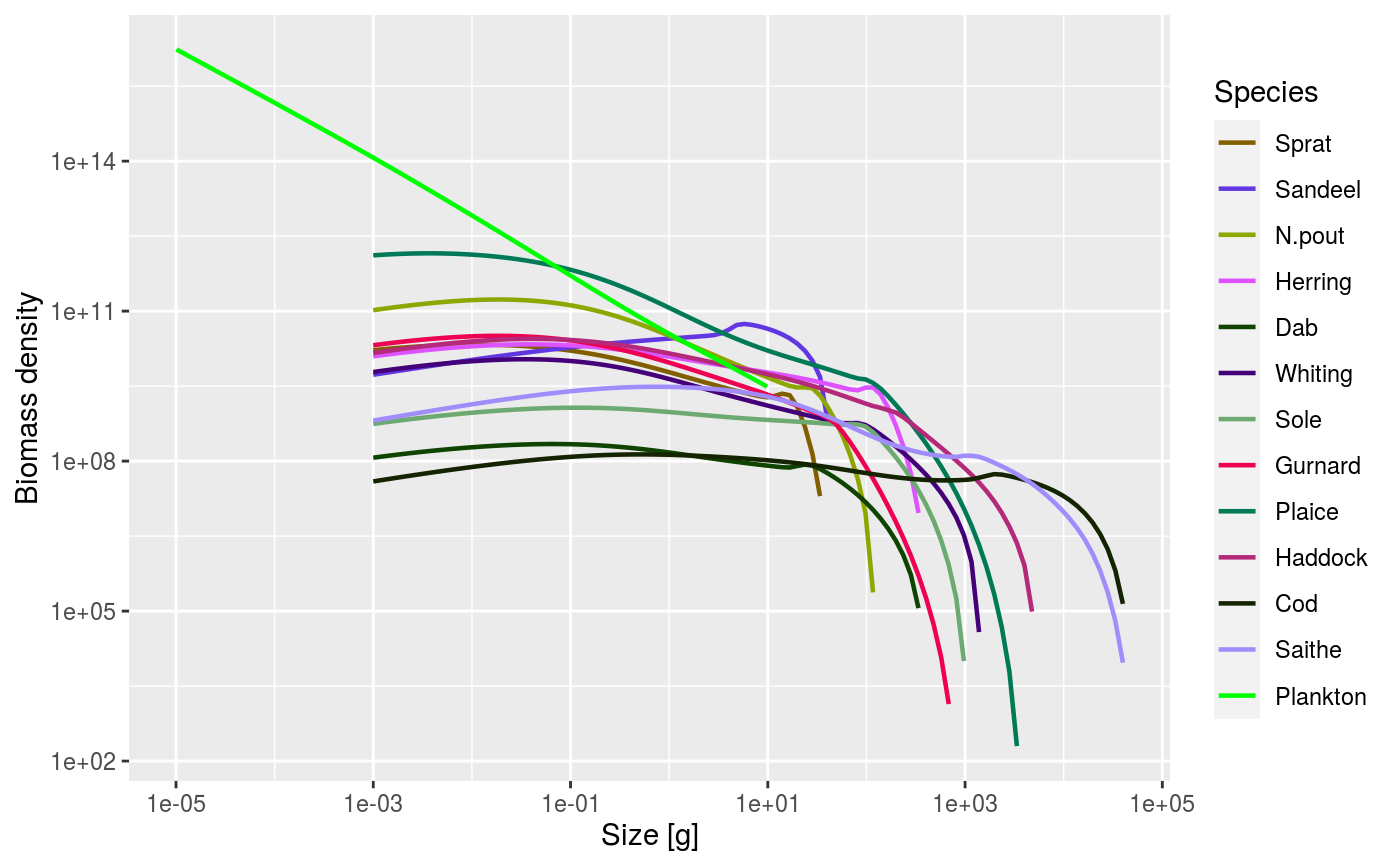 Biomass density
1e+14
1e+11
1e+08
1e+05
1e+02
1e-05 1e-03 1e-01 1e+01 1e+03 1e+05
Size [g]
Species
Sprat
Sandeel
N.pout
Herring
Dab
Whiting
Sole
Gurnard
Plaice
Haddock
Cod
Saithe
Plankton